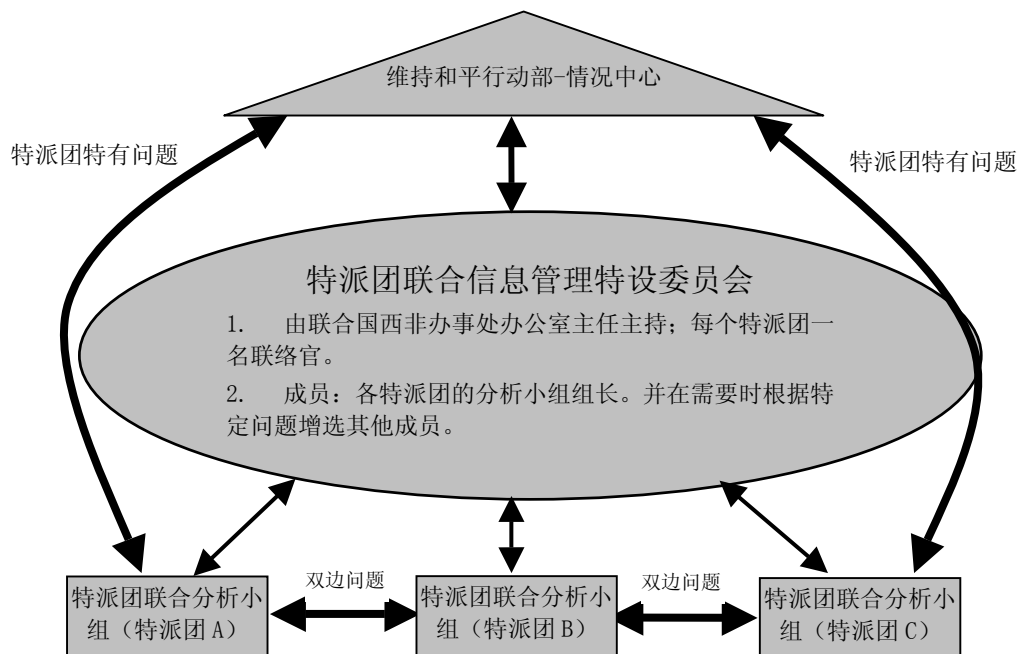 维持和平行动部-情况中心
特派团特有问题
特派团特有问题
特派团联合信息管理特设委员会
1. 由联合国西非办事处办公室主任主持；每个特派团一
名联络官。
2. 成员：各特派团的分析小组组长。并在需要时根据特
定问题增选其他成员。
双边问题
双边问题
特派团联合分析小
组（特派团 A）
特派团联合分析小
组（特派团 B）
特派团联合分析小
组（特派团 C）